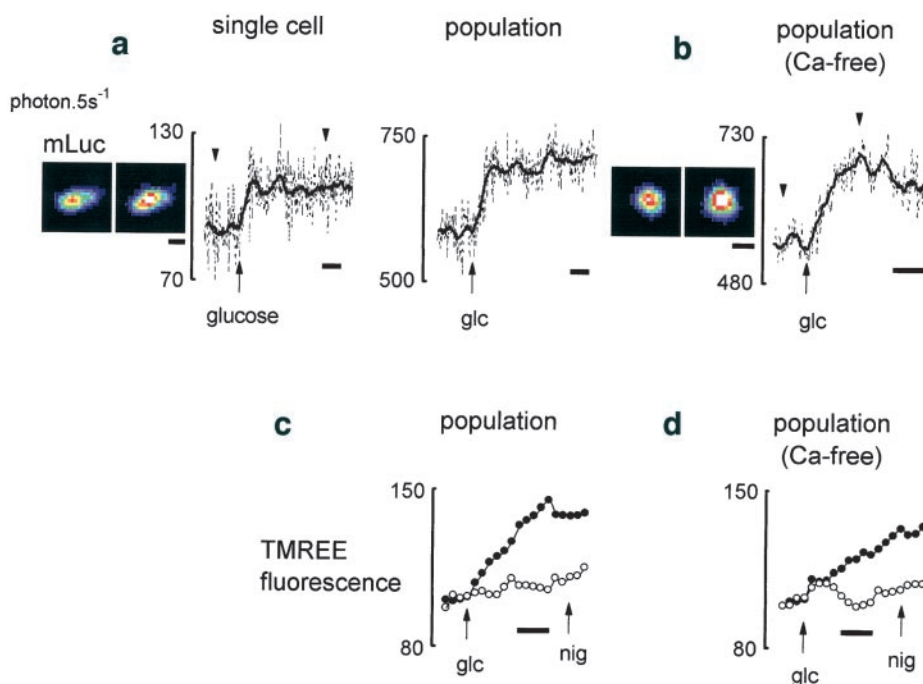 a
single cell
population
b
population
(Ca-free)
photon.5s⁻¹
mLuc
130
70
glucose
750
500
glc
730
480
glc
c
population
d
population
(Ca-free)
TMREE
fluorescence
150
80
glc
nig
150
80
glc
nig